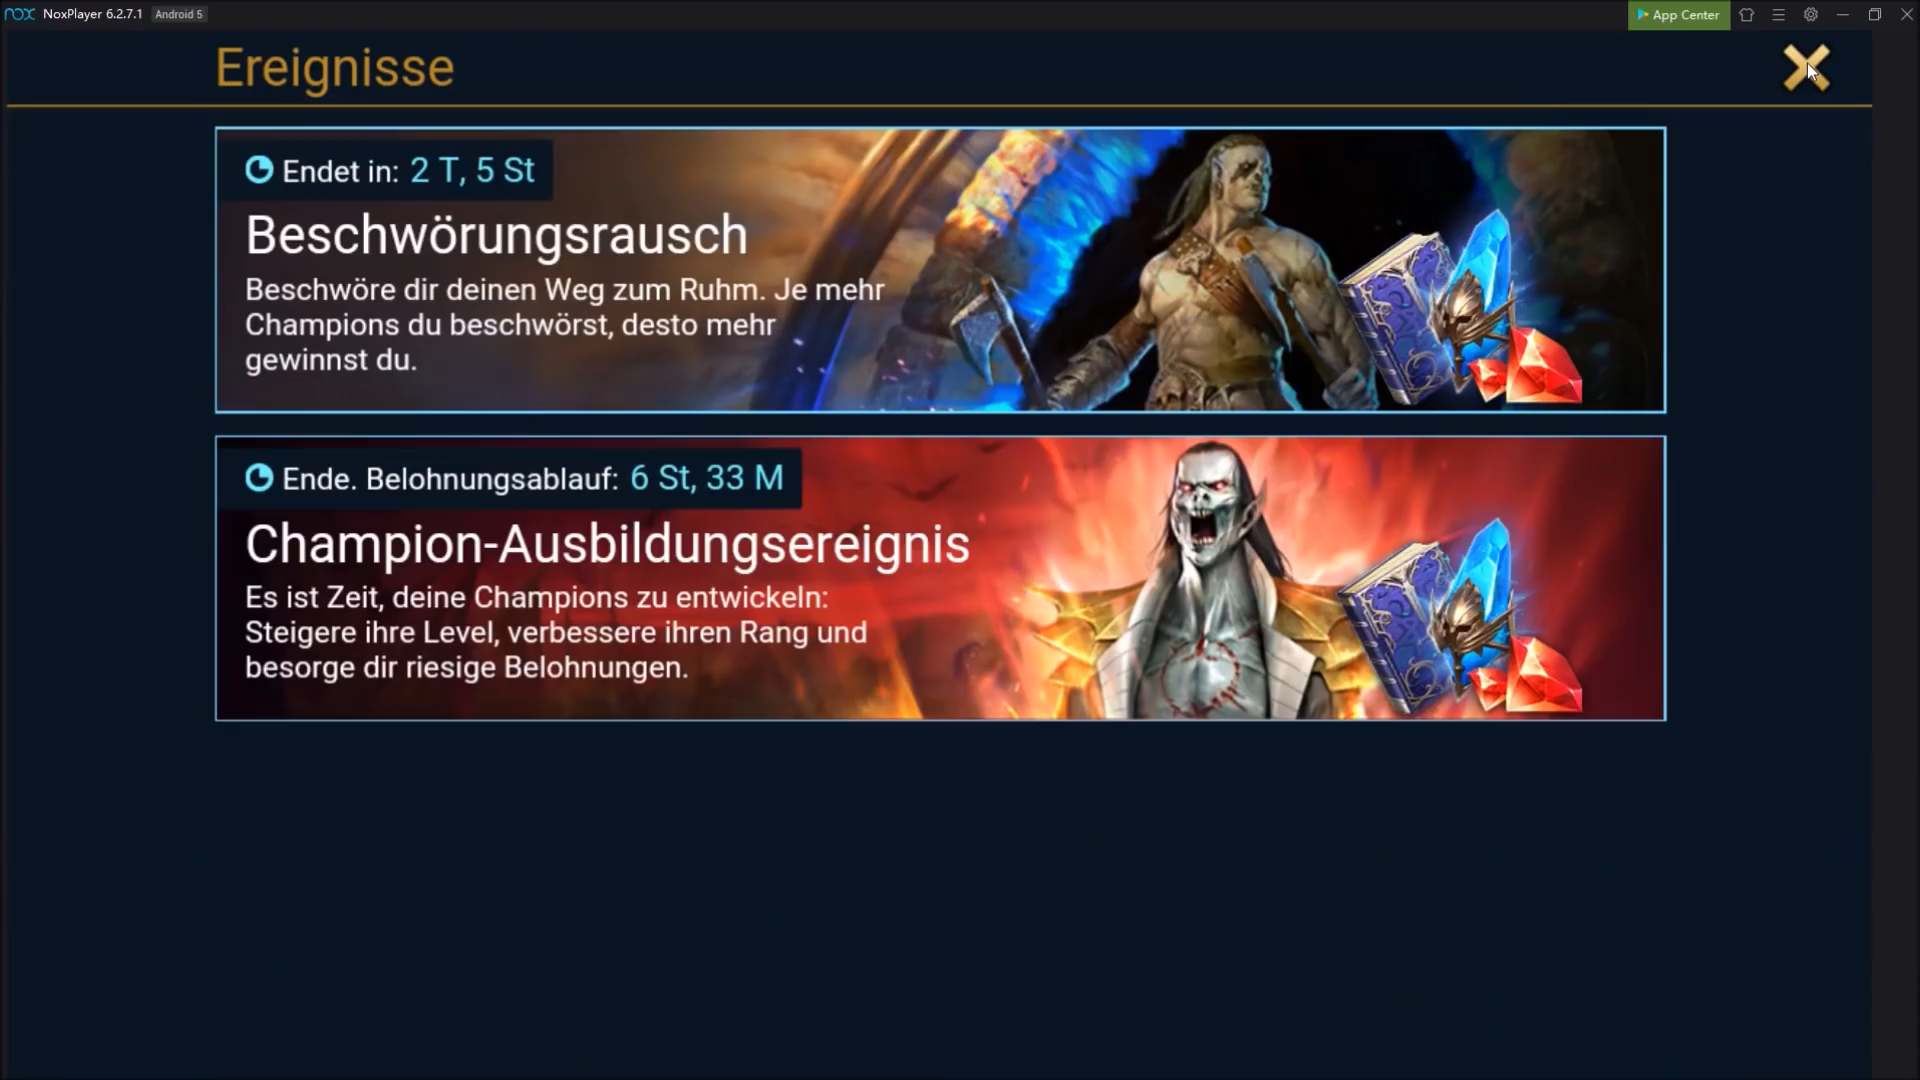 nox NoxPlayer 6.2.7.1 Android 5 App Center
Ereignisse
Endet in: 2 T, 5 St
Beschwörungsrausch
Beschwöre dir deinen Weg zum Ruhm. Je mehr
Champions du beschwörst, desto mehr
gewinnst du.
Ende. Belohnungsablauf: 6 St, 33 M
Champion-Ausbildungsereignis
Es ist Zeit, deine Champions zu entwickeln:
Steigere ihre Level, verbessere ihren Rang und
besorge dir riesige Belohnungen.